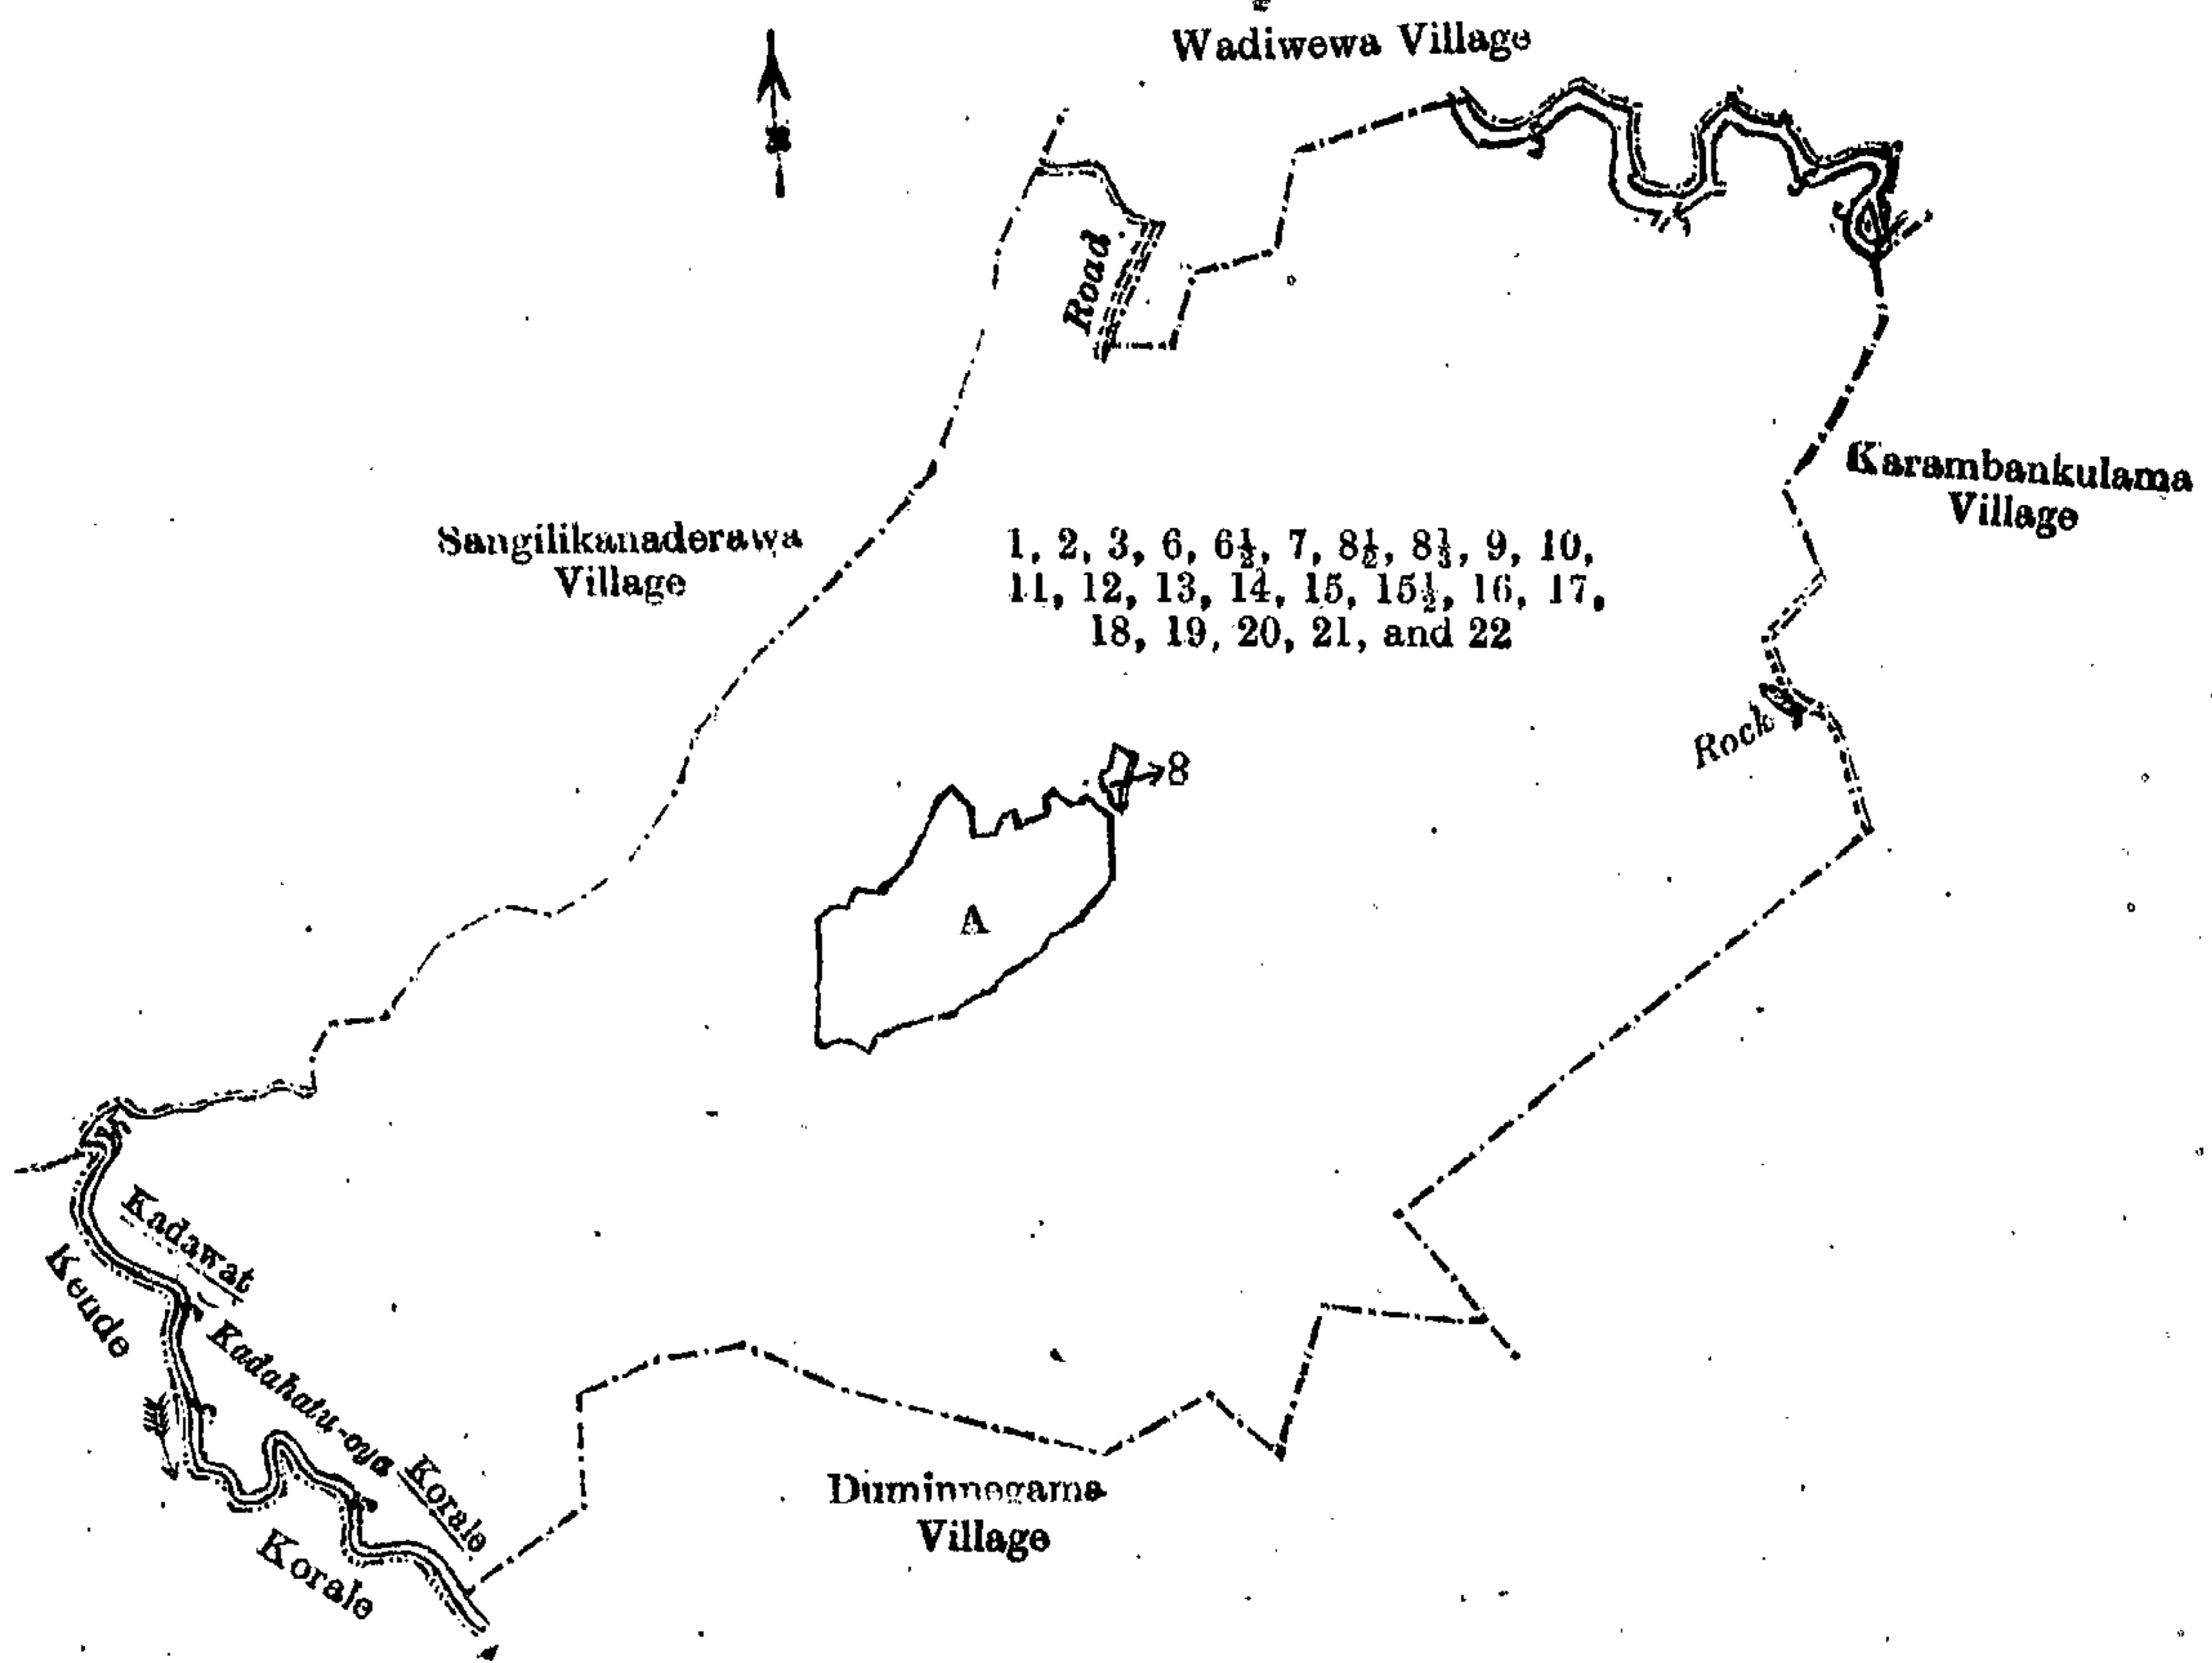 Wadiwewa Village
Road
Karambankulama
Village
Sangilikanaderawa
Village
1, 2, 3, 6, 6½, 7, 8½, 8⅓, 9, 10,
11, 12, 13, 14, 15, 15½, 16, 17,
18, 19, 20, 21, and 22
Rock
8
A
Kadawat Korale
Kende Korale
Kadahatu-oya
Duminnegama
Village